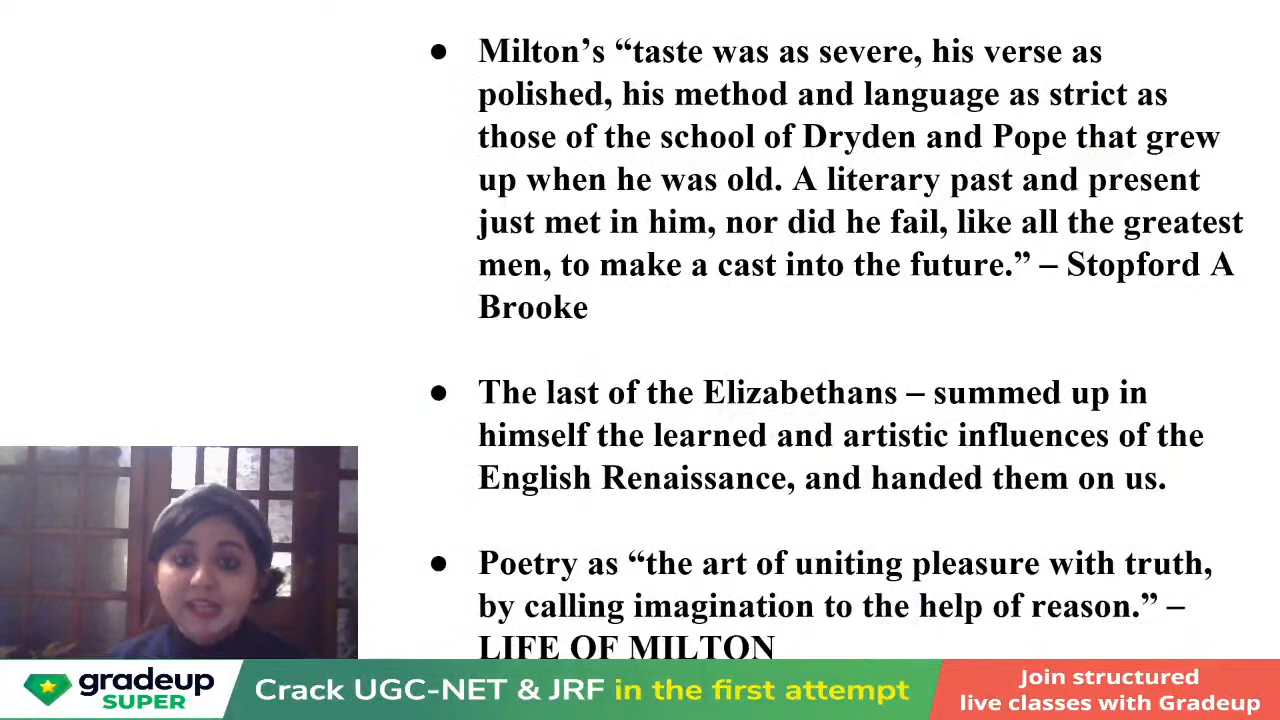 ● Milton’s “taste was as severe, his verse as
polished, his method and language as strict as
those of the school of Dryden and Pope that grew
up when he was old. A literary past and present
just met in him, nor did he fail, like all the greatest
men, to make a cast into the future.” – Stopford A
Brooke
● The last of the Elizabethans – summed up in
himself the learned and artistic influences of the
English Renaissance, and handed them on us.
● Poetry as “the art of uniting pleasure with truth,
by calling imagination to the help of reason.” –
LIFE OF MILTON
gradeup
SUPER
Crack UGC-NET & JRF in the first attempt
Join structured
live classes with Gradeup